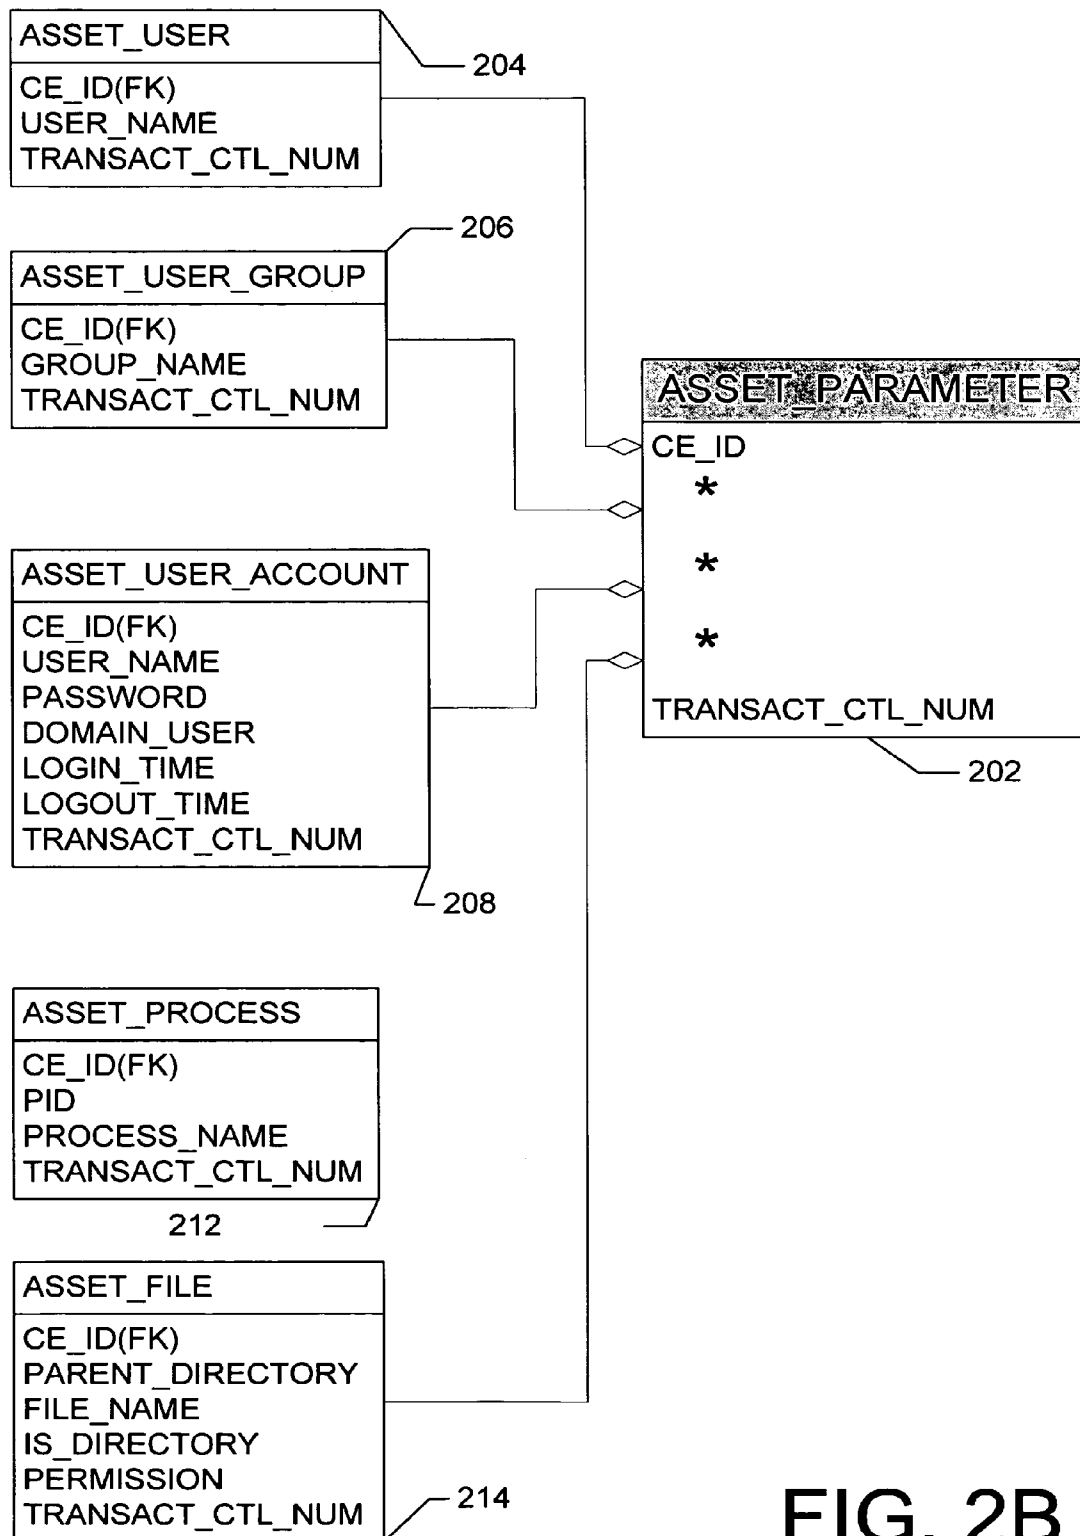 ASSET_USER
CE_ID(FK)
USER_NAME
TRANSACT_CTL_NUM
204
206
ASSET_USER_GROUP
CE_ID(FK)
GROUP_NAME
TRANSACT_CTL_NUM
ASSET_PARAMETER
CE_ID
*
*
*
TRANSACT_CTL_NUM
202
ASSET_USER_ACCOUNT
CE_ID(FK)
USER_NAME
PASSWORD
DOMAIN_USER
LOGIN_TIME
LOGOUT_TIME
TRANSACT_CTL_NUM
208
ASSET_PROCESS
CE_ID(FK)
PID
PROCESS_NAME
TRANSACT_CTL_NUM
212
ASSET_FILE
CE_ID(FK)
PARENT_DIRECTORY
FILE_NAME
IS_DIRECTORY
PERMISSION
TRANSACT_CTL_NUM
214
FIG. 2B